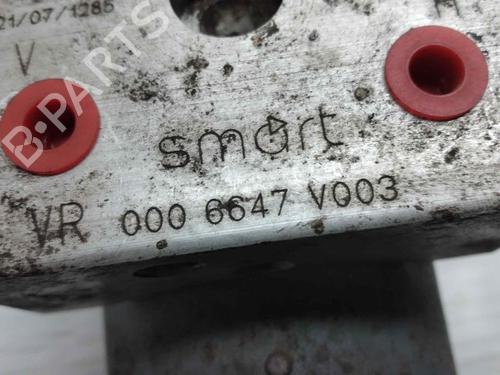 21/07/1285
V
smart
VR 000 6647 V003
B-PARTS